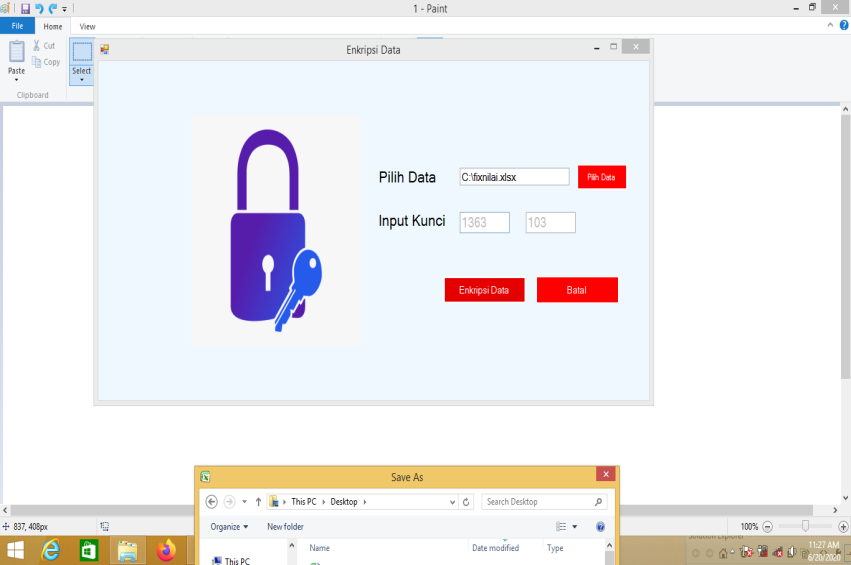 1 - Paint
File Home View
Cut
Copy
Paste
Select
Clipboard
Enkripsi Data
Pilih Data C:\fixnilai.xlsx Pilih Data
Input Kunci 1363 103
Enkripsi Data Batal
Save As
This PC Desktop Search Desktop
Organize New folder
Name Date modified Type
This PC
837, 408px 100%
Solution Explorer
11:27 AM
6/20/2020